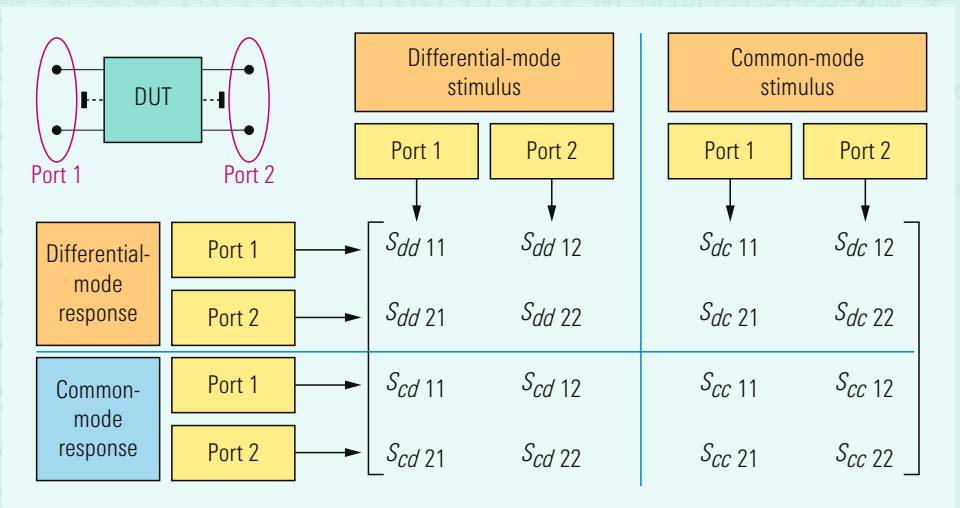 Differential-mode
stimulus
Common-mode
stimulus
DUT
Port 1
Port 2
Port 1
Port 2
Port 1
Port 2
Differential-
mode
response
Port 1
Sdd 11
Sdd 12
Sdc 11
Sdc 12
Port 2
Sdd 21
Sdd 22
Sdc 21
Sdc 22
Common-
mode
response
Port 1
Scd 11
Scd 12
Scc 11
Scc 12
Port 2
Scd 21
Scd 22
Scc 21
Scc 22